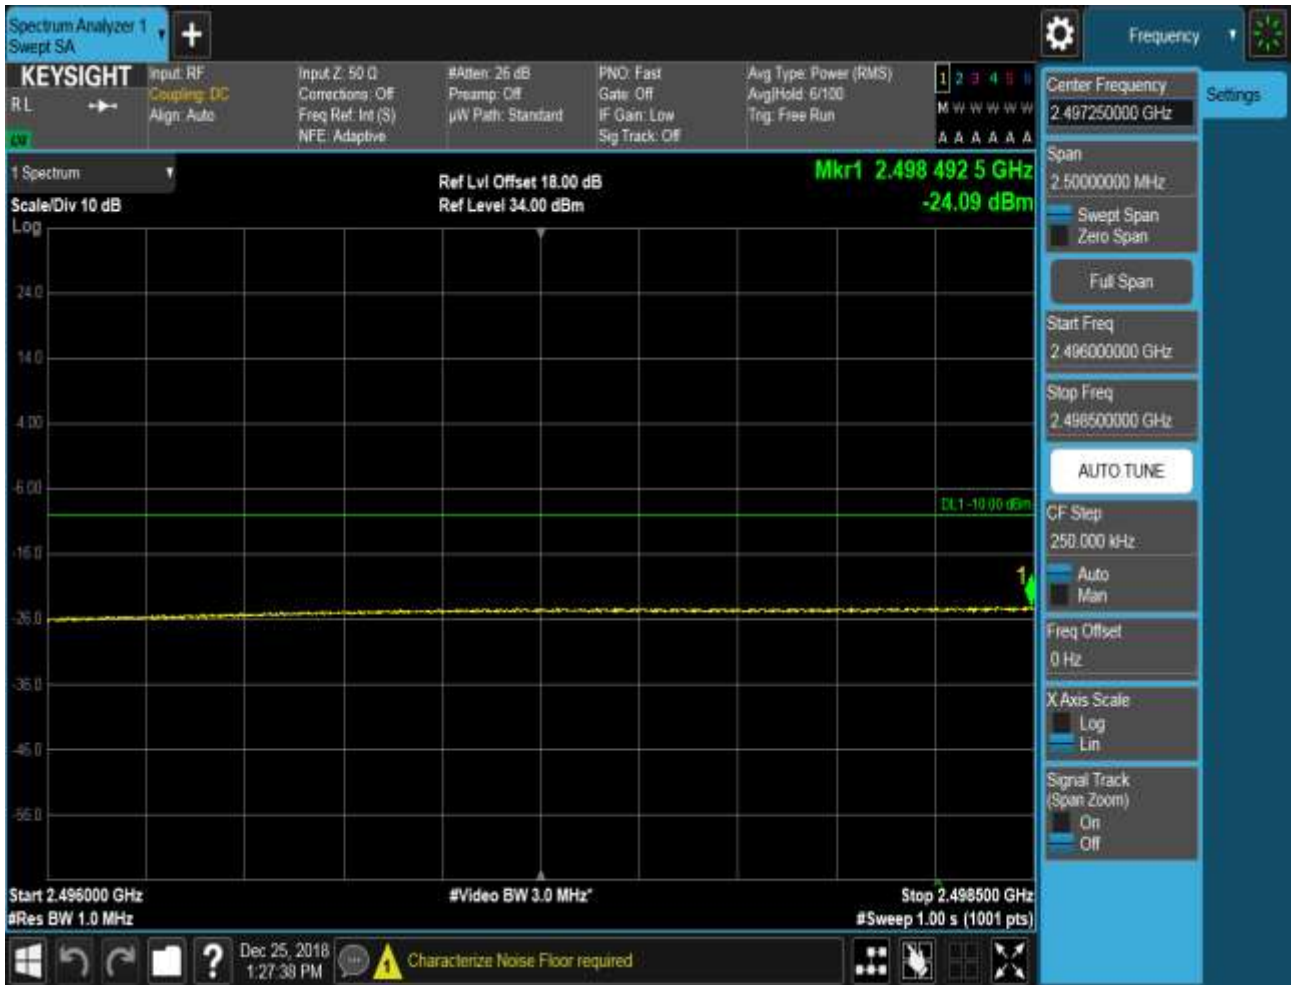 Spectrum Analyzer 1
Swept SA
+
Frequency
KEYSIGHT
RL
Input: RF
Coupling: DC
Align: Auto
Input Z: 50 Ω
Corrections: Off
Freq Ref: Int (S)
NFE: Adaptive
#Atten: 26 dB
Preamp: Off
µW Path: Standard
PNO: Fast
Gate: Off
IF Gain: Low
Sig Track: Off
Avg Type: Power (RMS)
Avg|Hold: 6/100
Trig: Free Run
1 2 3 4 5 6
M W W W W W
A A A A A A
1 Spectrum
Scale/Div 10 dB
Log
Ref Lvl Offset 18.00 dB
Ref Level 34.00 dBm
Mkr1 2.498 492 5 GHz
-24.09 dBm
24.0
14.0
4.00
-6.00
DL1 -10.00 dBm
-16.0
1
-26.0
-36.0
-46.0
-56.0
Start 2.496000 GHz
#Video BW 3.0 MHz*
Stop 2.498500 GHz
#Res BW 1.0 MHz
#Sweep 1.00 s (1001 pts)
Center Frequency
2.497250000 GHz
Settings
Span
2.50000000 MHz
Swept Span
Zero Span
Full Span
Start Freq
2.496000000 GHz
Stop Freq
2.498500000 GHz
AUTO TUNE
CF Step
250.000 kHz
Auto
Man
Freq Offset
0 Hz
X Axis Scale
Log
Lin
Signal Track
(Span Zoom)
On
Off
?
Dec 25, 2018
1:27:38 PM
1
Characterize Noise Floor required